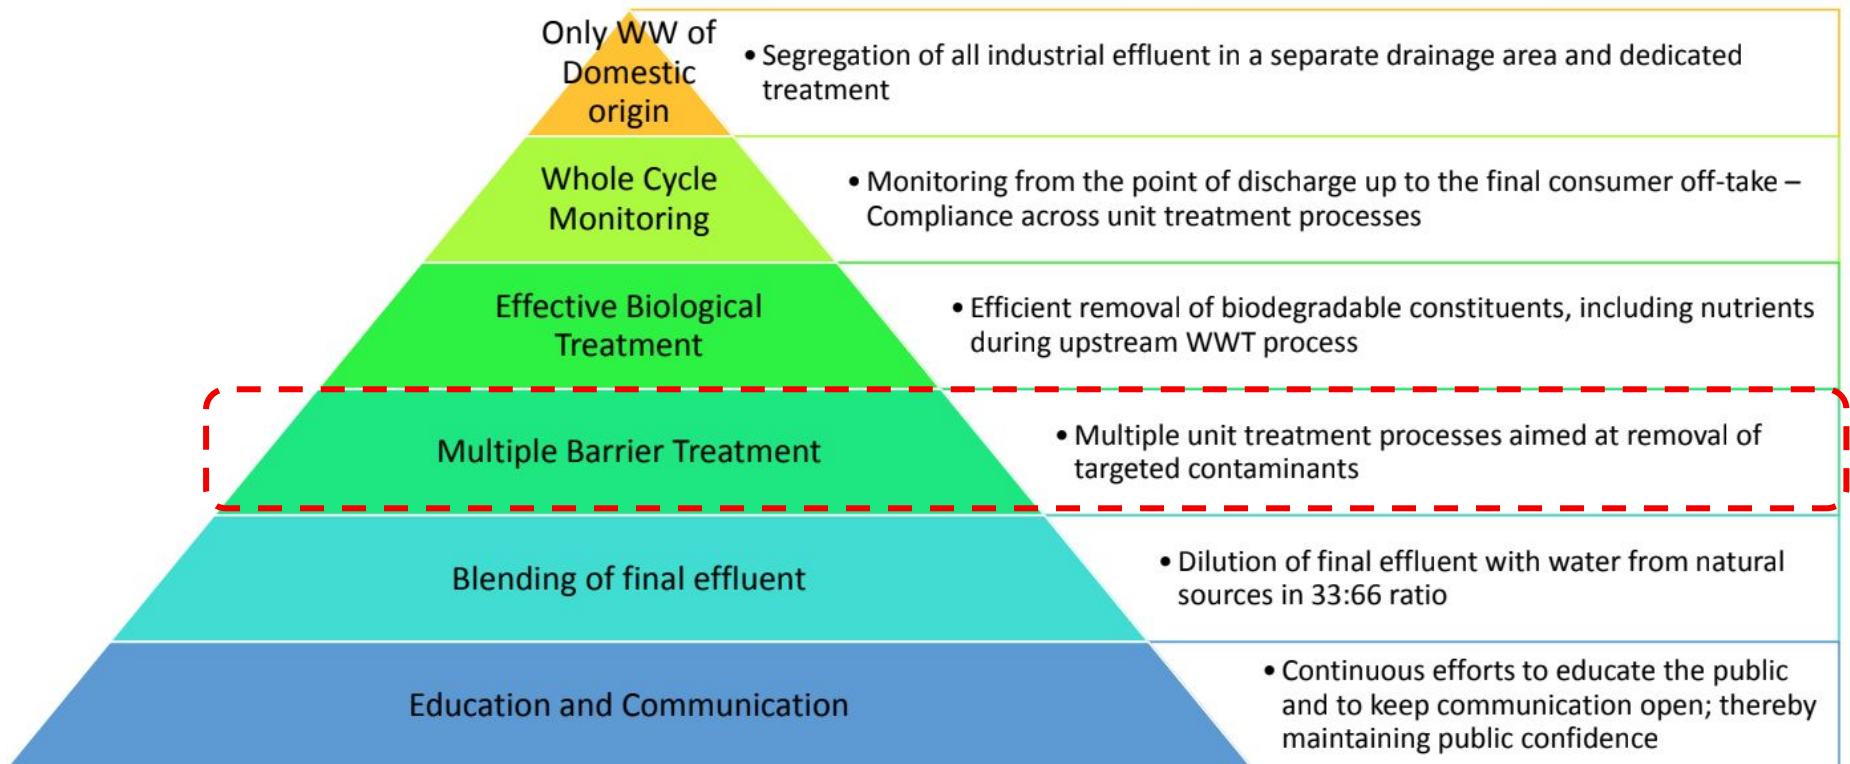 Only WW of
Domestic
origin
• Segregation of all industrial effluent in a separate drainage area and dedicated
treatment
Whole Cycle
Monitoring
• Monitoring from the point of discharge up to the final consumer off-take –
Compliance across unit treatment processes
Effective Biological
Treatment
• Efficient removal of biodegradable constituents, including nutrients
during upstream WWT process
Multiple Barrier Treatment
• Multiple unit treatment processes aimed at removal of
targeted contaminants
Blending of final effluent
• Dilution of final effluent with water from natural
sources in 33:66 ratio
Education and Communication
• Continuous efforts to educate the public
and to keep communication open; thereby
maintaining public confidence